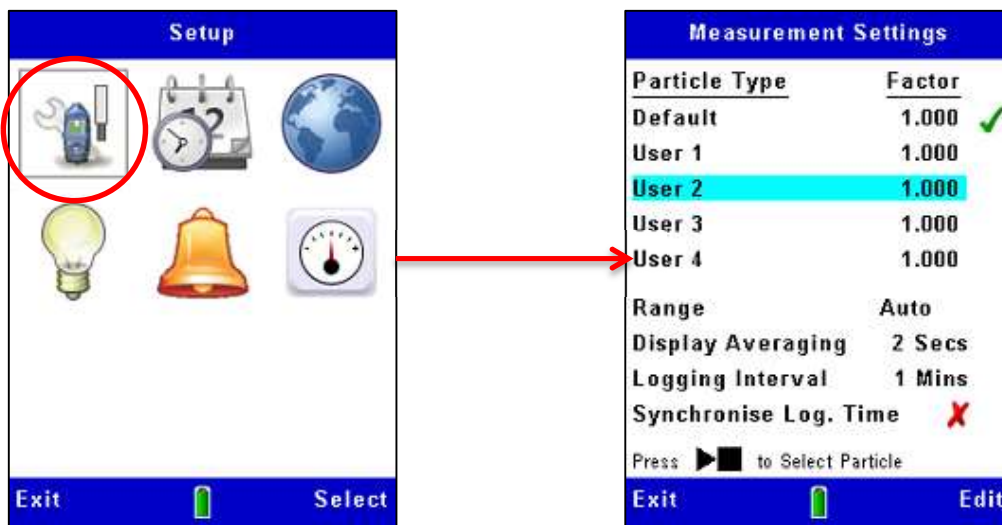 Setup
12
Exit Select
Measurement Settings
Particle Type Factor
Default 1.000
User 1 1.000
User 2 1.000
User 3 1.000
User 4 1.000
Range Auto
Display Averaging 2 Secs
Logging Interval 1 Mins
Synchronise Log. Time
Press to Select Particle
Exit Edit